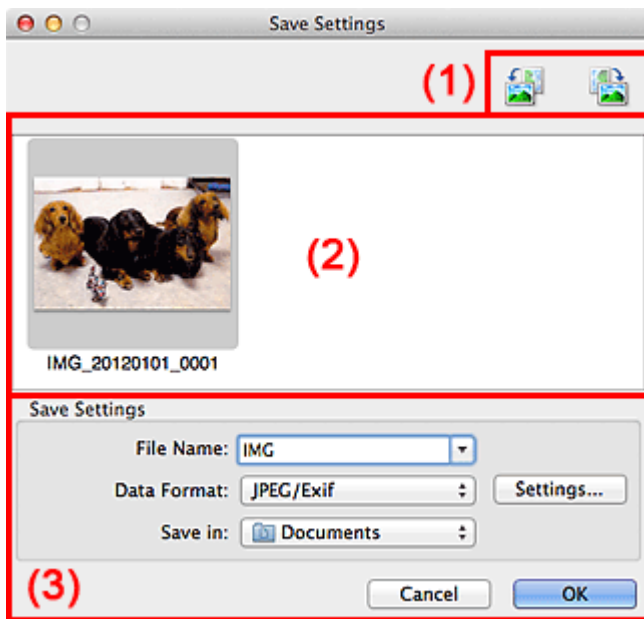 Save Settings
(1)
(2)
IMG_20120101_0001
Save Settings
File Name: IMG
Data Format: JPEG/Exif Settings...
Save in: Documents
(3)
Cancel OK